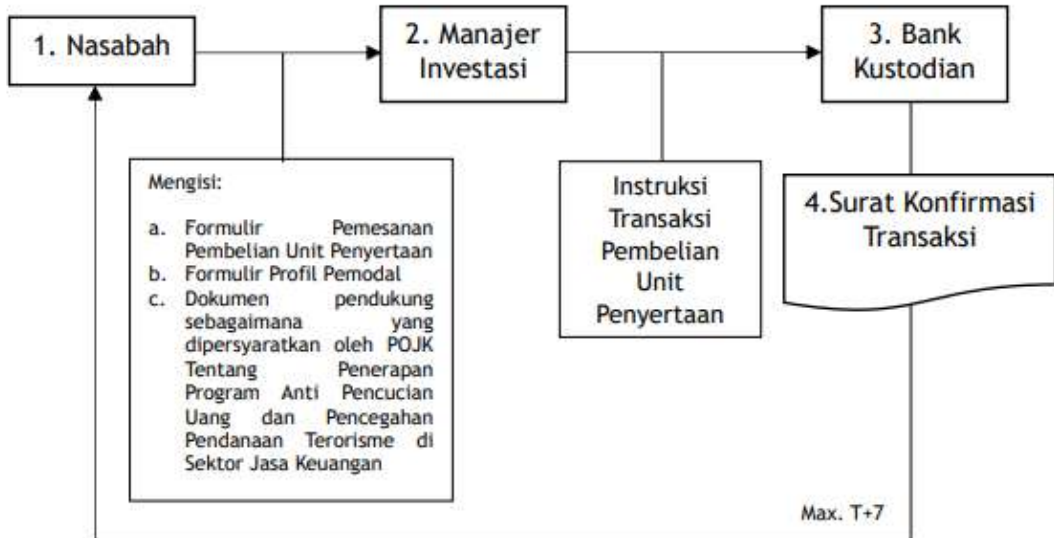 1. Nasabah
2. Manajer
Investasi
3. Bank
Kustodian
Mengisi:
a. Formulir Pemesanan
Pembelian Unit Penyertaan
b. Formulir Profil Pemodal
c. Dokumen pendukung
sebagaimana yang
dipersyaratkan oleh POJK
Tentang Penerapan
Program Anti Pencucian
Uang dan Pencegahan
Pendanaan Terorisme di
Sektor Jasa Keuangan
Instruksi
Transaksi
Pembelian
Unit
Penyertaan
4.Surat Konfirmasi
Transaksi
Max. T+7